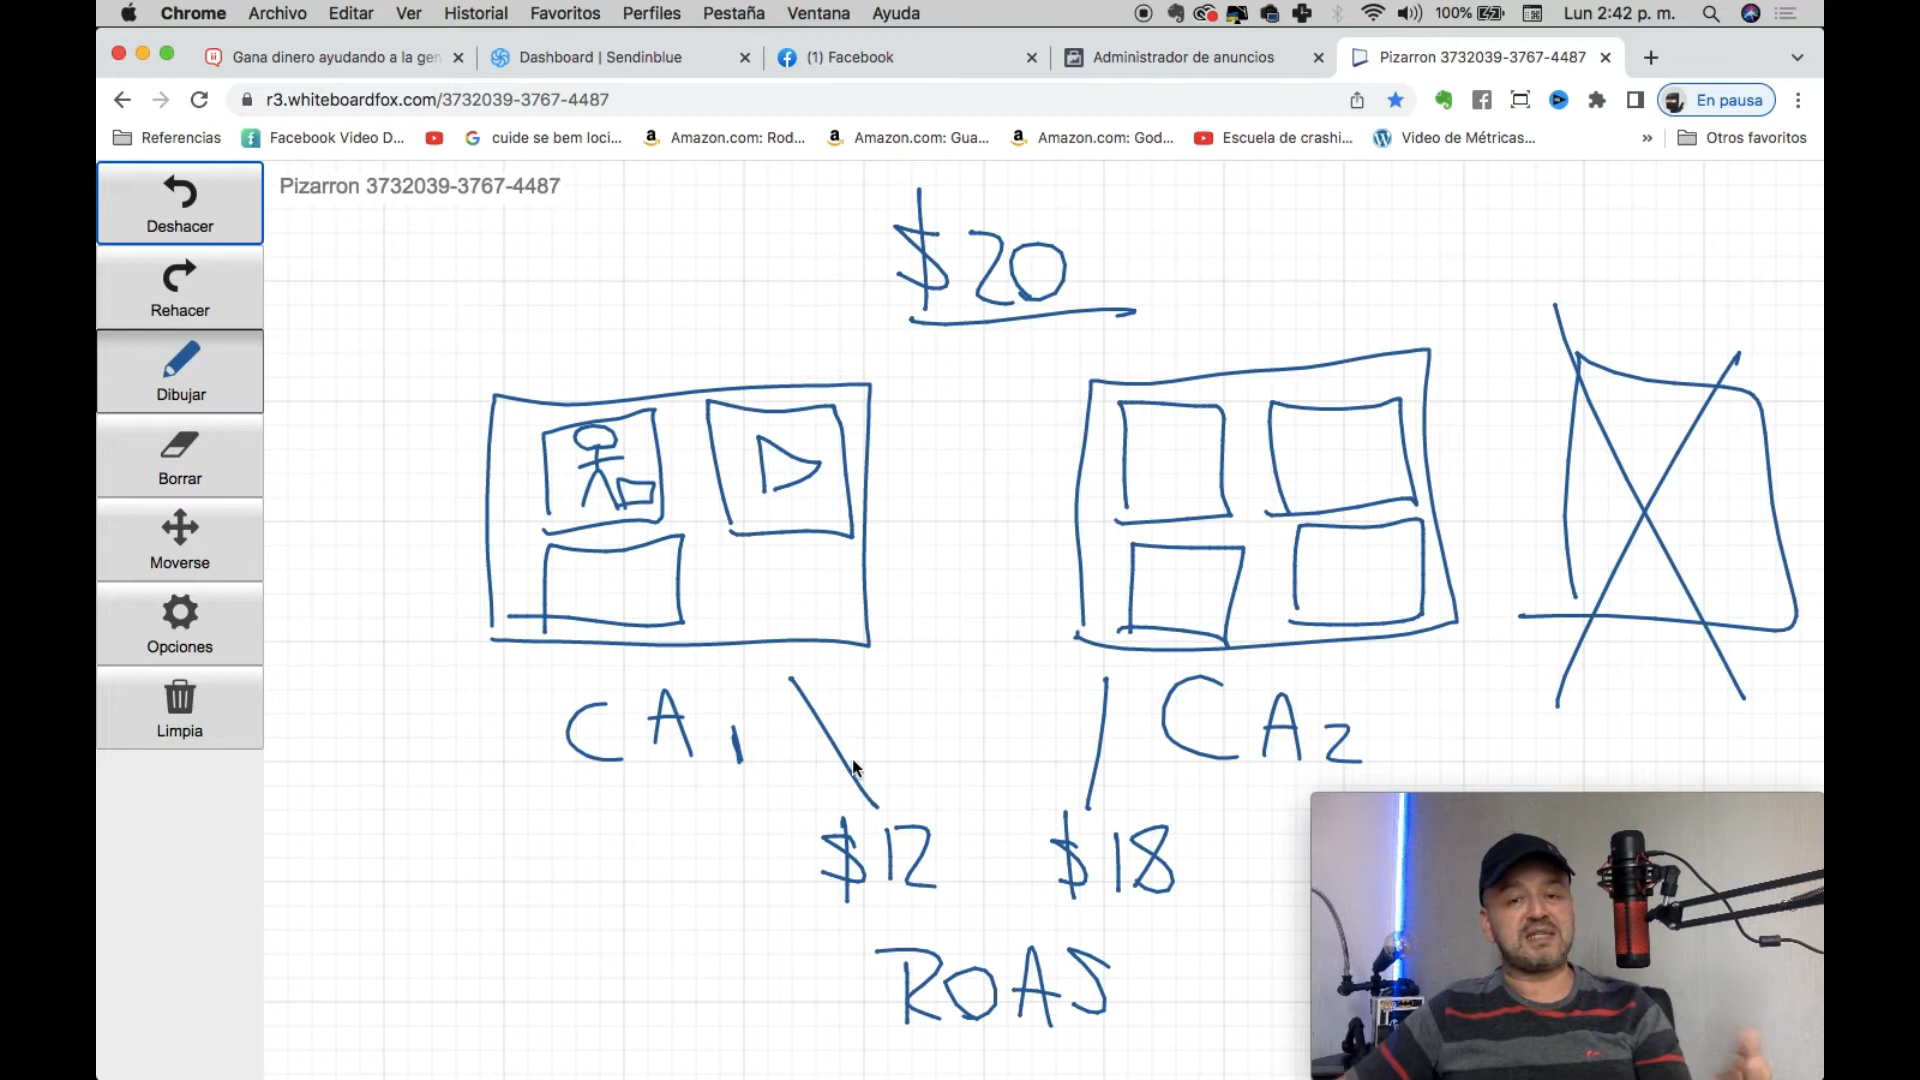 Chrome Archivo Editar Ver Historial Favoritos Perfiles Pestaña Ventana Ayuda 100% Lun 2:42 p. m.
Gana dinero ayudando a la gen Dashboard | Sendinblue (1) Facebook Administrador de anuncios Pizarron 3732039-3767-4487
r3.whiteboardfox.com/3732039-3767-4487 En pausa
Referencias Facebook Video D... cuide se bem loci... Amazon.com: Rod... Amazon.com: Gua... Amazon.com: God... Escuela de crashi... Video de Métricas... » Otros favoritos
Pizarron 3732039-3767-4487
Deshacer
Rehacer
Dibujar
Borrar
Moverse
Opciones
Limpia
$20
CA1 CA2
$12 $18
ROAS